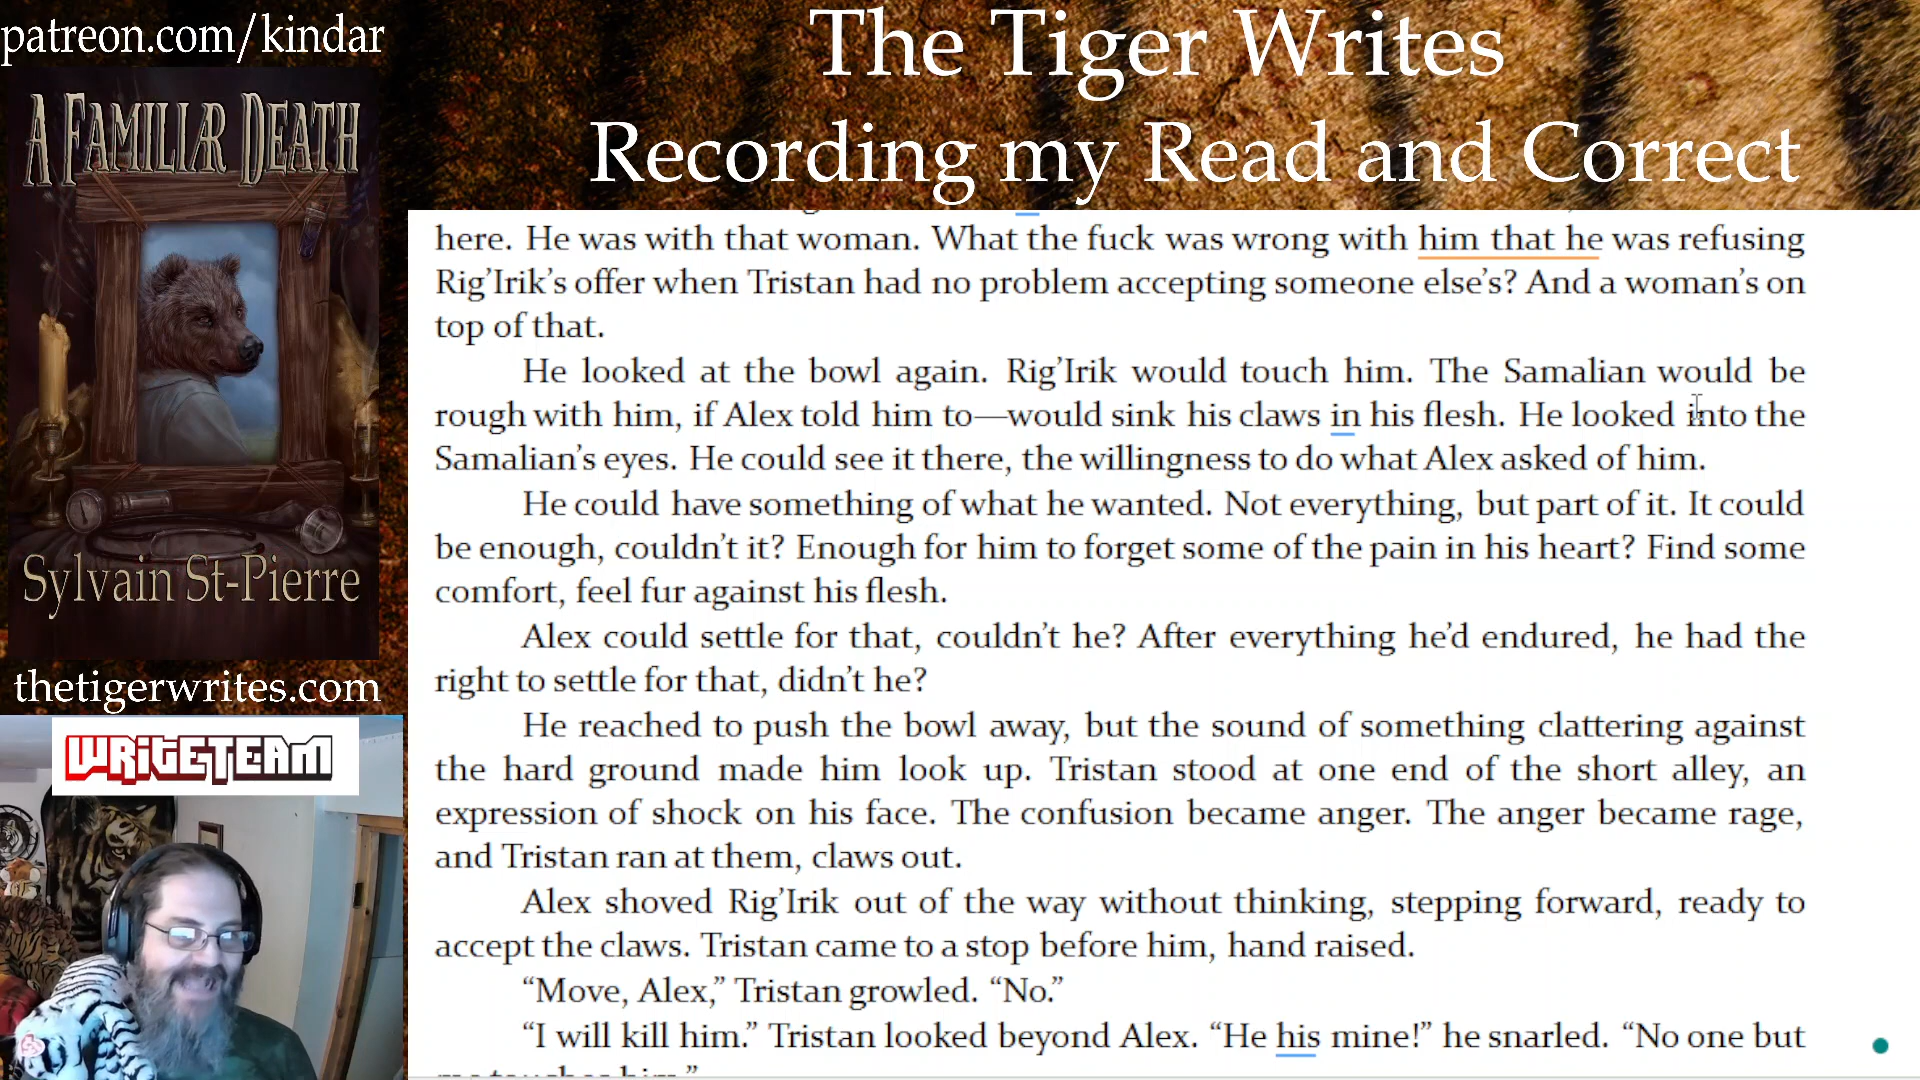 patreon.com/kindar
A FAMILIAR DEATH
Sylvain St-Pierre
thetigerwrites.com
WRITETEAM
The Tiger Writes
Recording my Read and Correct
here. He was with that woman. What the fuck was wrong with him that he was refusing
Rig’Irik’s offer when Tristan had no problem accepting someone else’s? And a woman’s on
top of that.
He looked at the bowl again. Rig’Irik would touch him. The Samalian would be
rough with him, if Alex told him to—would sink his claws in his flesh. He looked into the
Samalian’s eyes. He could see it there, the willingness to do what Alex asked of him.
He could have something of what he wanted. Not everything, but part of it. It could
be enough, couldn’t it? Enough for him to forget some of the pain in his heart? Find some
comfort, feel fur against his flesh.
Alex could settle for that, couldn’t he? After everything he’d endured, he had the
right to settle for that, didn’t he?
He reached to push the bowl away, but the sound of something clattering against
the hard ground made him look up. Tristan stood at one end of the short alley, an
expression of shock on his face. The confusion became anger. The anger became rage,
and Tristan ran at them, claws out.
Alex shoved Rig’Irik out of the way without thinking, stepping forward, ready to
accept the claws. Tristan came to a stop before him, hand raised.
“Move, Alex,” Tristan growled. “No.”
“I will kill him.” Tristan looked beyond Alex. “He his mine!” he snarled. “No one but
me touches him.”